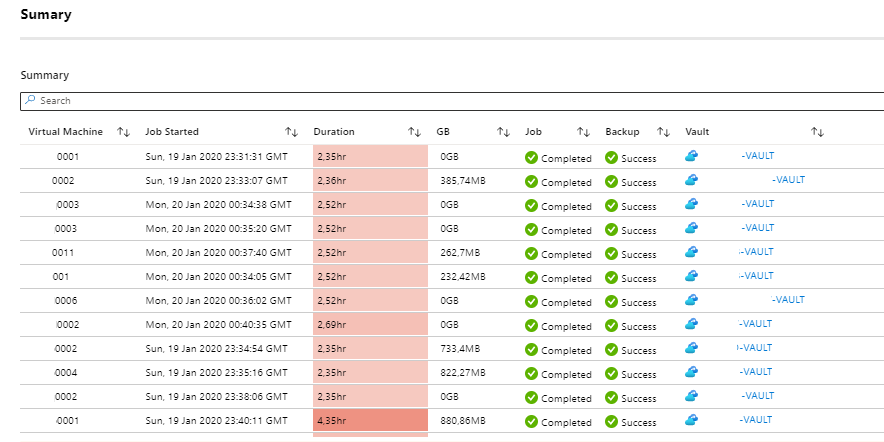 Sumary
Summary
Search
Virtual Machine Job Started Duration GB Job Backup Vault
0001 Sun, 19 Jan 2020 23:31:31 GMT 2,35hr 0GB Completed Success -VAULT
0002 Sun, 19 Jan 2020 23:33:07 GMT 2,36hr 385,74MB Completed Success -VAULT
0003 Mon, 20 Jan 2020 00:34:38 GMT 2,52hr 0GB Completed Success -VAULT
0003 Mon, 20 Jan 2020 00:35:20 GMT 2,52hr 0GB Completed Success -VAULT
0011 Mon, 20 Jan 2020 00:37:40 GMT 2,52hr 262,7MB Completed Success -VAULT
001 Mon, 20 Jan 2020 00:34:05 GMT 2,52hr 232,42MB Completed Success -VAULT
0006 Mon, 20 Jan 2020 00:36:02 GMT 2,52hr 0GB Completed Success -VAULT
0002 Mon, 20 Jan 2020 00:40:35 GMT 2,69hr 0GB Completed Success -VAULT
0002 Sun, 19 Jan 2020 23:34:54 GMT 2,35hr 733,4MB Completed Success -VAULT
0004 Sun, 19 Jan 2020 23:35:16 GMT 2,35hr 822,27MB Completed Success -VAULT
0002 Sun, 19 Jan 2020 23:38:06 GMT 2,35hr 0GB Completed Success -VAULT
0001 Sun, 19 Jan 2020 23:40:11 GMT 4,35hr 880,86MB Completed Success -VAULT